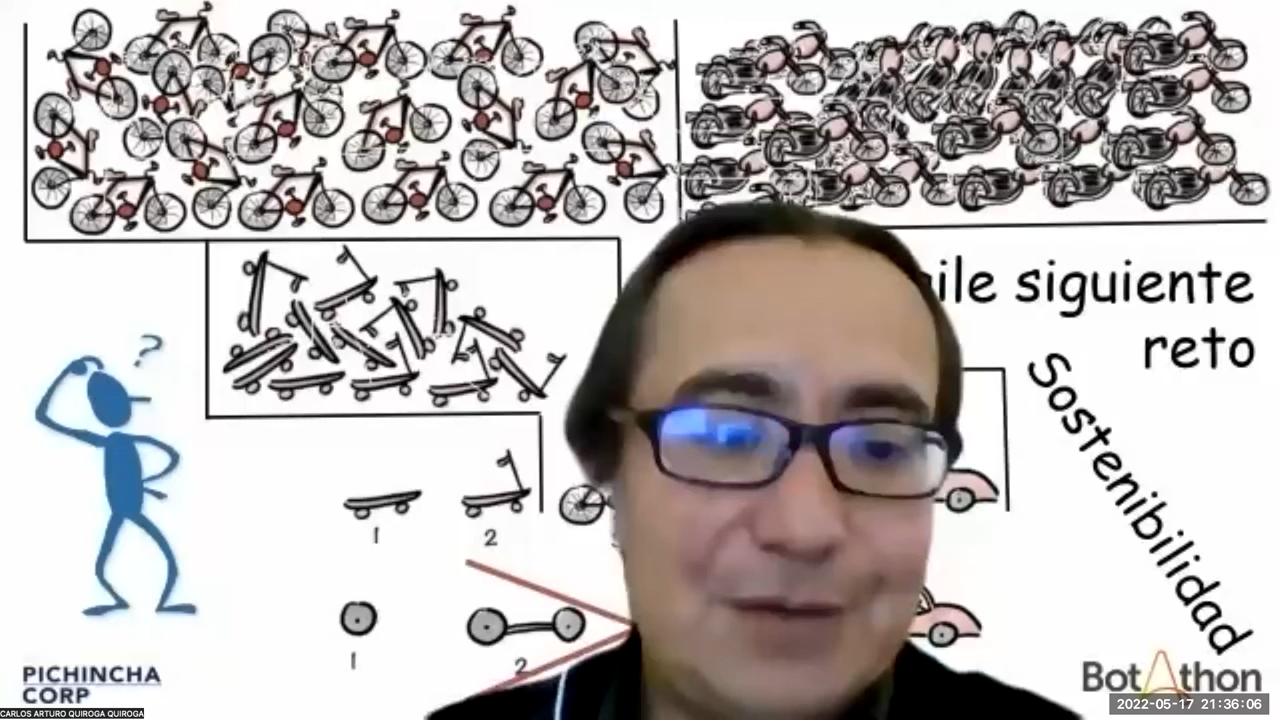 ile siguiente
reto
Sostenibilidad
?
1
2
1
2
PICHINCHA
CORP
BotAthon
CARLOS ARTURO QUIROGA QUIROGA
2022-05-17 21:36:06